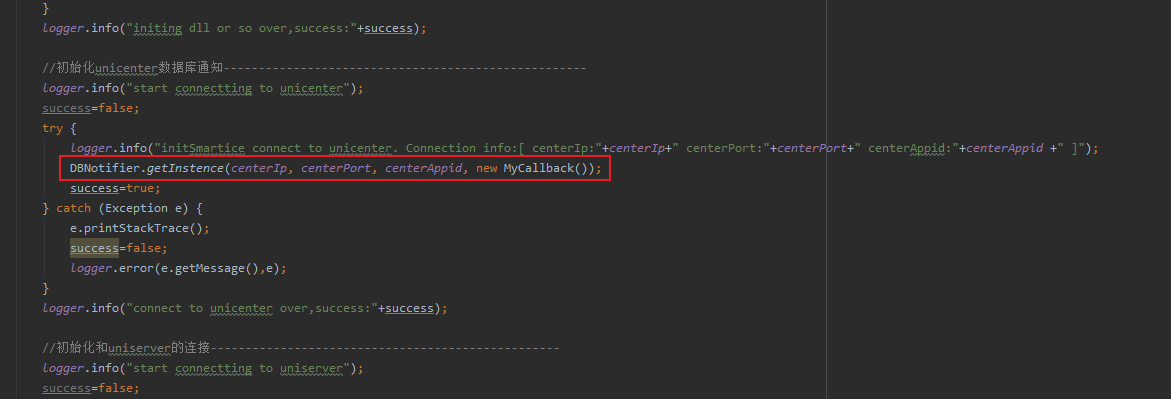 }
logger.info("initing dll or so over,success:"+success);
//初始化unicenter数据库通知----------------------------------------------------
logger.info("start connectting to unicenter");
success=false;
try {
logger.info("initSmartice connect to unicenter. Connection info:[ centerIp:"+centerIp+" centerPort:"+centerPort+" centerAppid:"+centerAppid +" ]");
DBNotifier.getInstence(centerIp, centerPort, centerAppid, new MyCallback());
success=true;
} catch (Exception e) {
e.printStackTrace();
success=false;
logger.error(e.getMessage(),e);
}
logger.info("connect to unicenter over,success:"+success);
//初始化和uniserver的连接--------------------------------------------------
logger.info("start connectting to uniserver");
success=false;